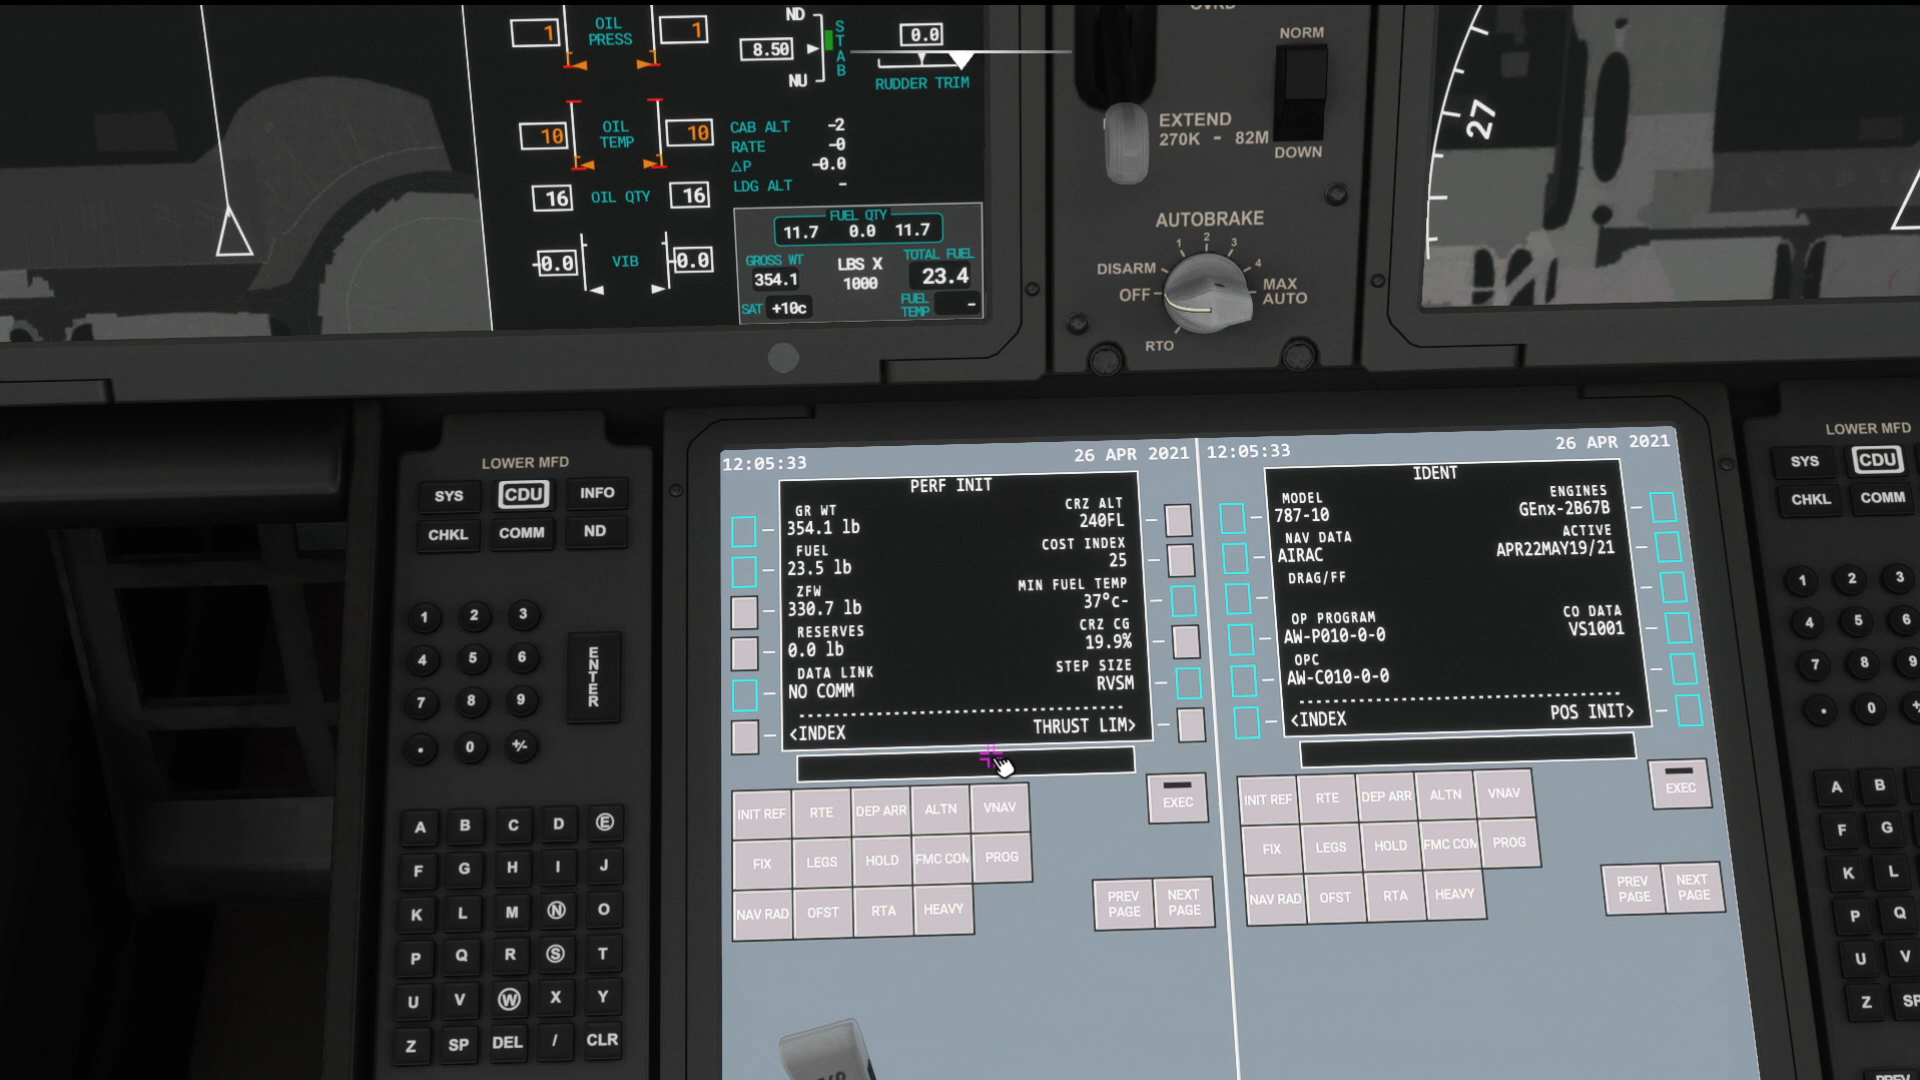 1
OIL
PRESS
1
10
OIL
TEMP
10
16
OIL QTY
16
-0.0
VIB
-0.0
ND
8.50
NU
STAB
0.0
RUDDER TRIM
CAB ALT -2
RATE -0
△P -0.0
LDG ALT -
FUEL QTY
11.7 0.0 11.7
GROSS WT
354.1
LBS X
1000
TOTAL FUEL
23.4
SAT +10c
FUEL
TEMP -
NORM
DOWN
EXTEND
270K - 82M
AUTOBRAKE
1 2 3 4
DISARM
OFF
MAX
AUTO
RTO
27
LOWER MFD
SYS CDU INFO
CHKL COMM ND
1 2 3
4 5 6
7 8 9
. 0 +/-
ENTER
A B C D E
F G H I J
K L M N O
P Q R S T
U V W X Y
Z SP DEL / CLR
12:05:33 26 APR 2021
PERF INIT
GR WT CRZ ALT
354.1 lb 240FL
FUEL COST INDEX
23.5 lb 25
ZFW MIN FUEL TEMP
330.7 lb 37°c-
RESERVES CRZ CG
0.0 lb 19.9%
DATA LINK STEP SIZE
NO COMM RVSM
--------------------------------
<INDEX THRUST LIM>
INIT REF RTE DEP ARR ALTN VNAV
EXEC
FIX LEGS HOLD FMC COM PROG
NAV RAD OFST RTA HEAVY
PREV
PAGE
NEXT
PAGE
12:05:33 26 APR 2021
IDENT
MODEL ENGINES
787-10 GEnx-2B67B
NAV DATA ACTIVE
AIRAC APR22MAY19/21
DRAG/FF
OP PROGRAM CO DATA
AW-P010-0-0 VS1001
OPC
AW-C010-0-0
--------------------------------
<INDEX POS INIT>
INIT REF RTE DEP ARR ALTN VNAV
EXEC
FIX LEGS HOLD FMC COM PROG
NAV RAD OFST RTA HEAVY
PREV
PAGE
NEXT
PAGE
LOWER MFD
SYS CDU
CHKL COMM
1 2 3
4 5 6
7 8 9
. 0
A B
F G
K L
P Q
U V
Z SP